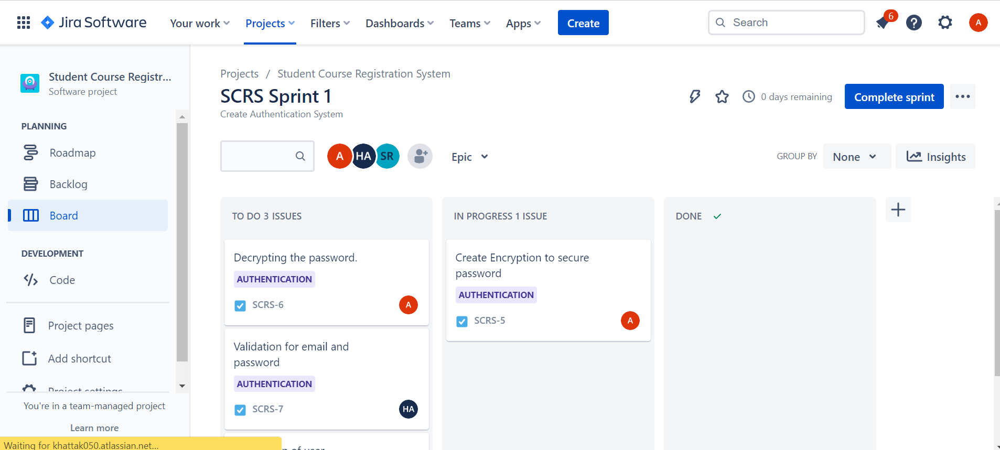 Jira Software
Your work
Projects
Filters
Dashboards
Teams
Apps
Create
Search
6
A
Student Course Registr...
Software project
PLANNING
Roadmap
Backlog
Board
DEVELOPMENT
Code
Project pages
Add shortcut
Project settings
You're in a team-managed project
Learn more
Waiting for khattak050.atlassian.net...
Projects / Student Course Registration System
SCRS Sprint 1
Create Authentication System
0 days remaining
Complete sprint
A
HA
SR
Epic
GROUP BY
None
Insights
TO DO 3 ISSUES
Decrypting the password.
AUTHENTICATION
SCRS-6
A
Validation for email and
password
AUTHENTICATION
SCRS-7
HA
of user
IN PROGRESS 1 ISSUE
Create Encryption to secure
password
AUTHENTICATION
SCRS-5
A
DONE